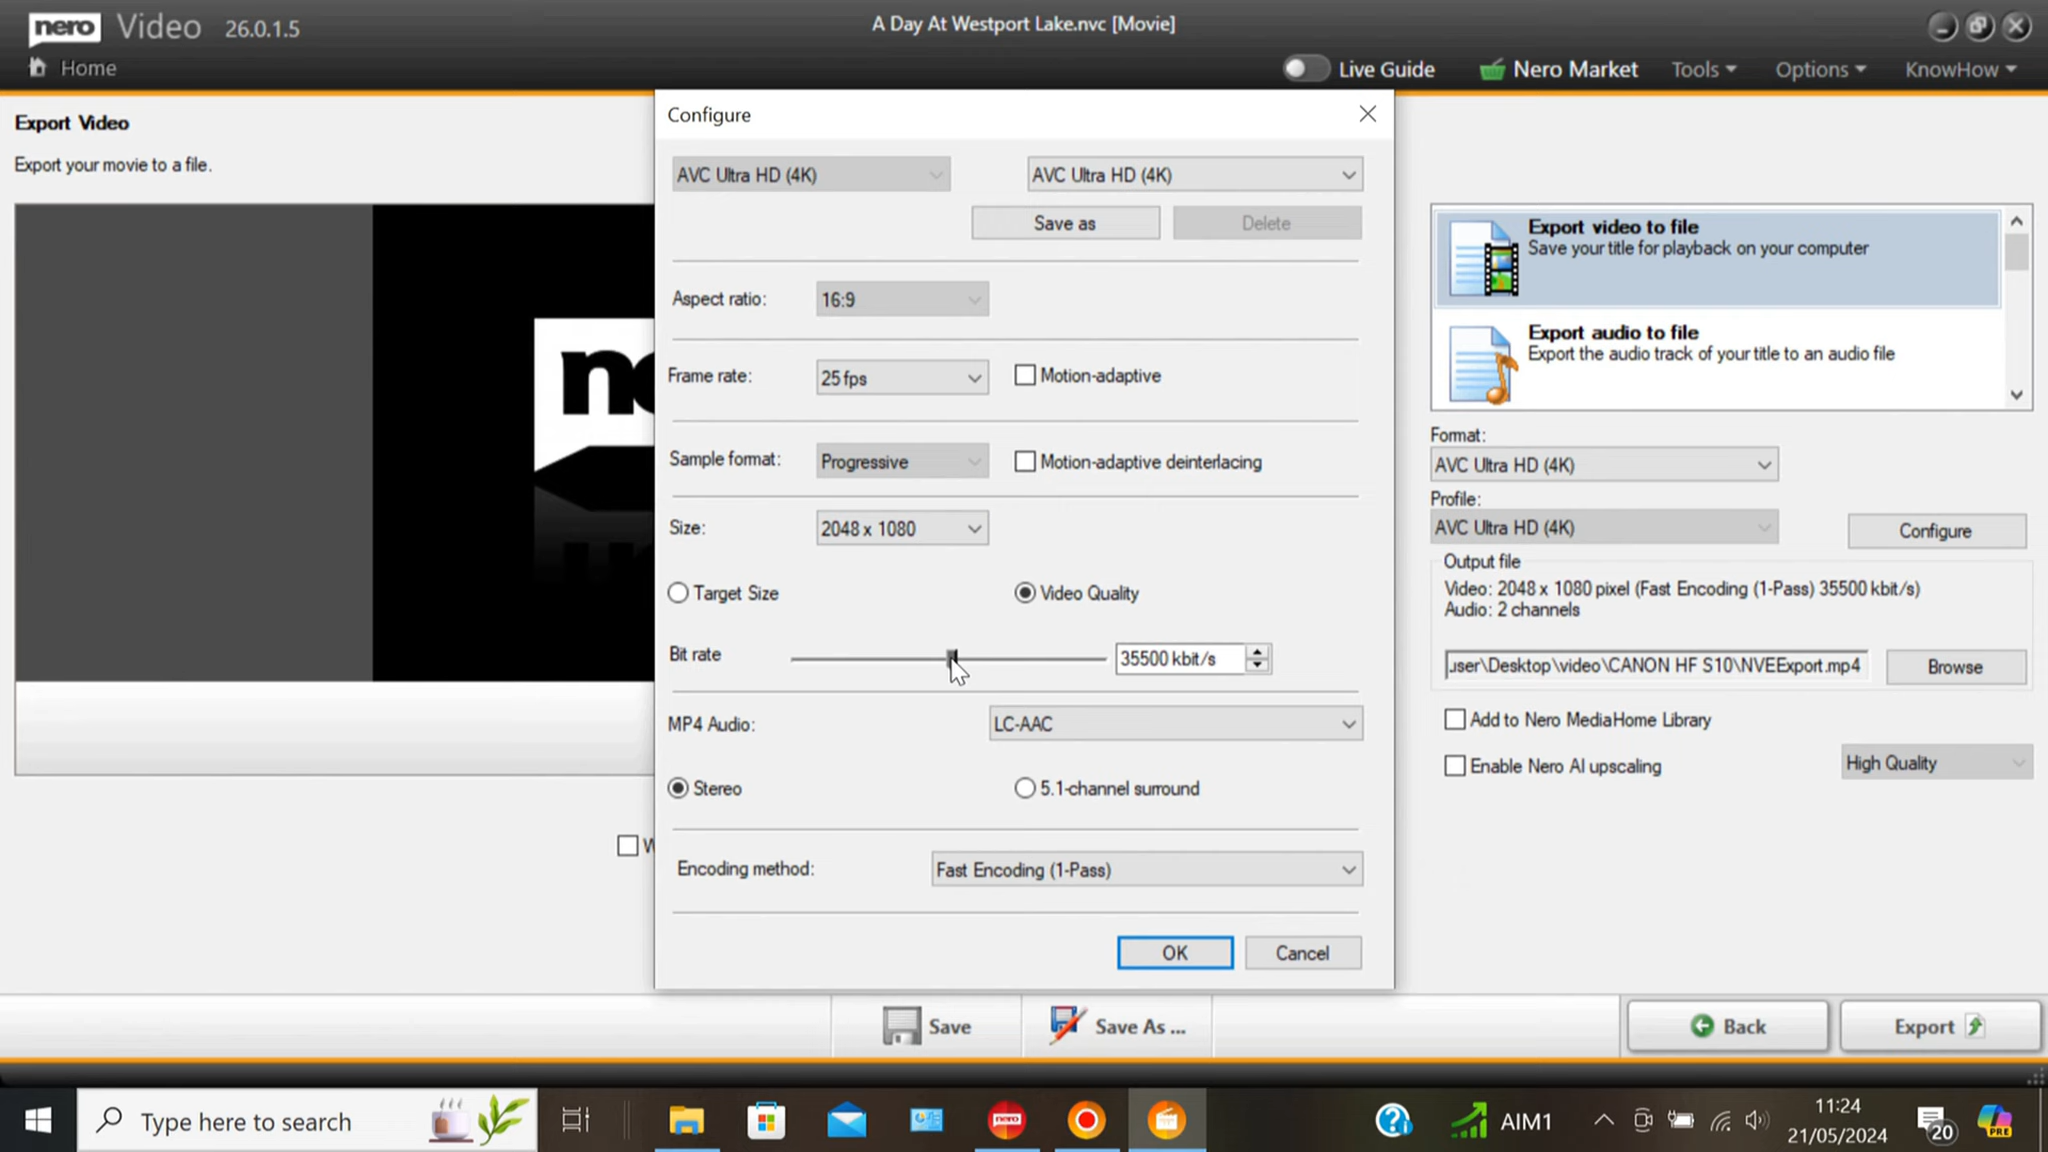 nero Video 26.0.1.5
A Day At Westport Lake.nvc [Movie]
Home
Live Guide
Nero Market
Tools
Options
KnowHow
Export Video
Export your movie to a file.
Configure
AVC Ultra HD (4K)
AVC Ultra HD (4K)
Save as
Delete
Aspect ratio:
16:9
Frame rate:
25 fps
Motion-adaptive
Sample format:
Progressive
Motion-adaptive deinterlacing
Size:
2048 x 1080
Target Size
Video Quality
Bit rate
35500 kbit/s
MP4 Audio:
LC-AAC
Stereo
5.1-channel surround
Encoding method:
Fast Encoding (1-Pass)
OK
Cancel
Export video to file
Save your title for playback on your computer
Export audio to file
Export the audio track of your title to an audio file
Format:
AVC Ultra HD (4K)
Profile:
AVC Ultra HD (4K)
Configure
Output file
Video: 2048 x 1080 pixel (Fast Encoding (1-Pass) 35500 kbit/s)
Audio: 2 channels
user\Desktop\video\CANON HF S10\NVEExport.mp4
Browse
Add to Nero MediaHome Library
Enable Nero AI upscaling
High Quality
Save
Save As ...
Back
Export
Type here to search
nero
AIM1
11:24
21/05/2024
20
PRE